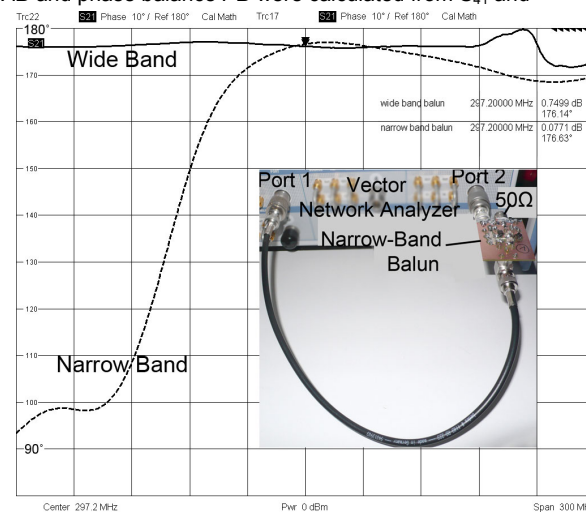 AB and phase balance PB were calculated from S41 and
Trc22 S21 Phase 10°/ Ref 180° Cal Math Trc17 S21 Phase 10°/ Ref 180° Cal Math
180°
S21
Wide Band
170
wide band balun 297.20000 MHz 0.7499 dB
176.14°
narrow band balun 297.20000 MHz 0.0771 dB
176.63°
160
150
Port 1 Vector Port 2
Network Analyzer 50Ω
140
Narrow-Band
Balun
130
120
110
Narrow Band
100
90°
Center 297.2 MHz Pwr 0 dBm Span 300 M